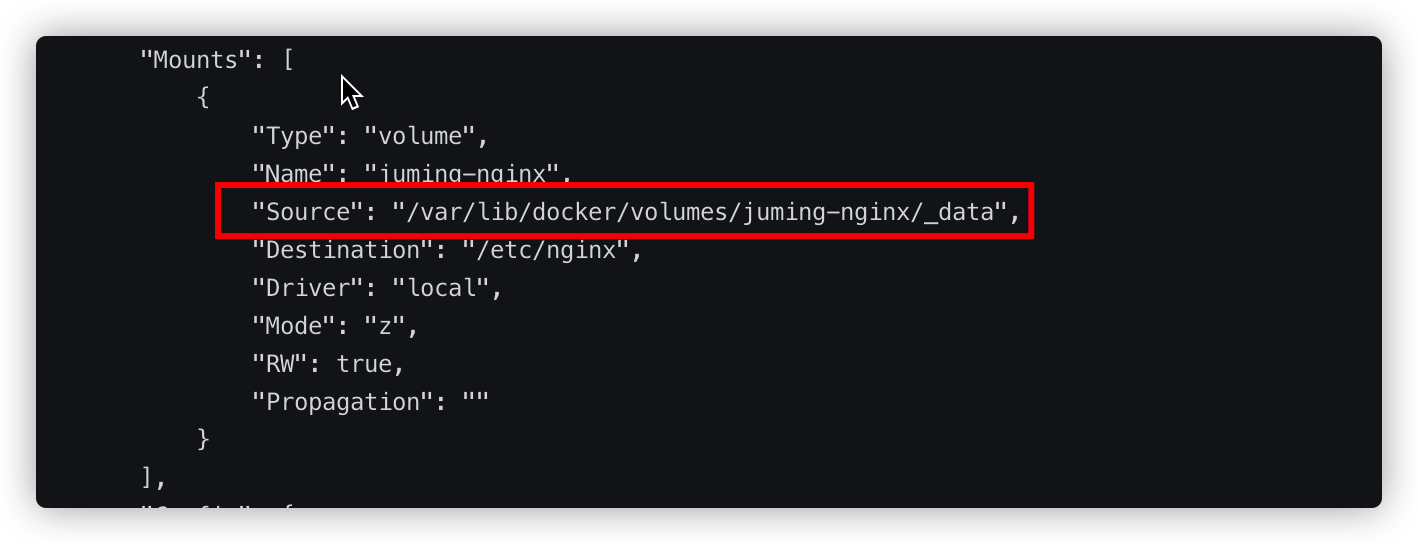 "Mounts": [
{
"Type": "volume",
"Name": "juming-nginx",
"Source": "/var/lib/docker/volumes/juming-nginx/_data",
"Destination": "/etc/nginx",
"Driver": "local",
"Mode": "z",
"RW": true,
"Propagation": ""
}
],